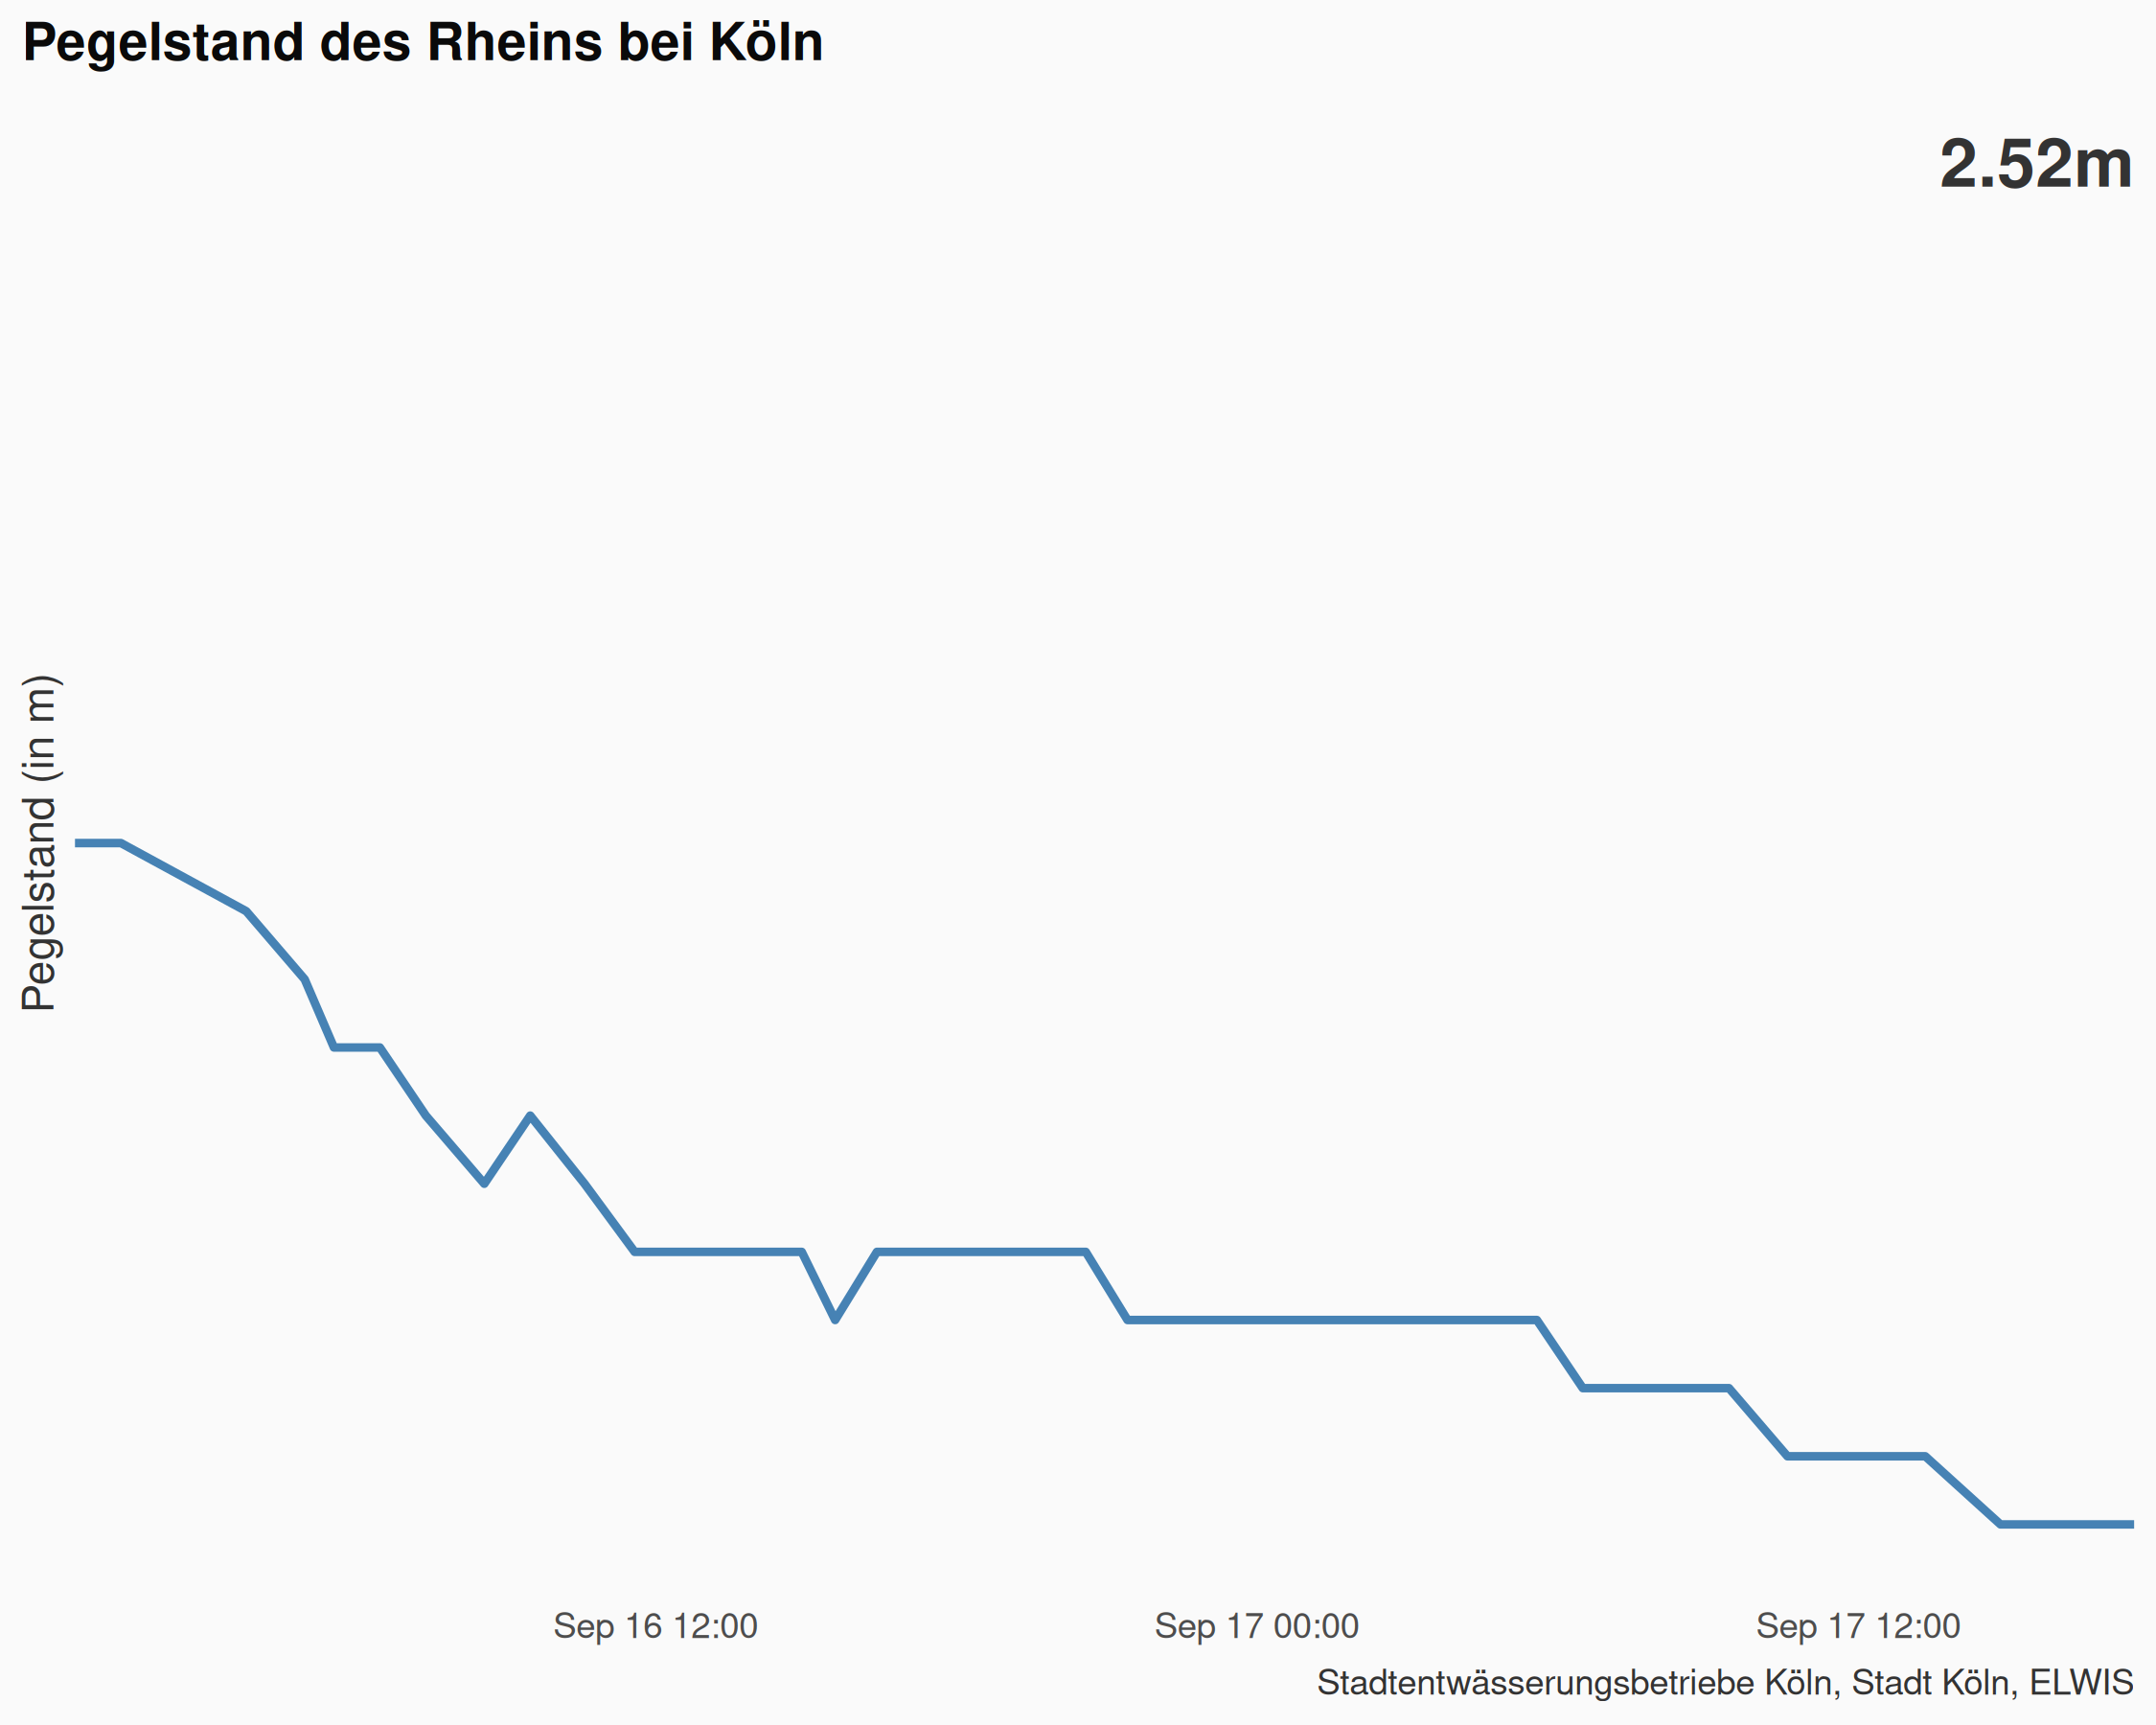 Pegelstand des Rheins bei Köln
2.52m
Pegelstand (in m)
Sep 16 12:00
Sep 17 00:00
Sep 17 12:00
Stadtentwässerungsbetriebe Köln, Stadt Köln, ELWIS